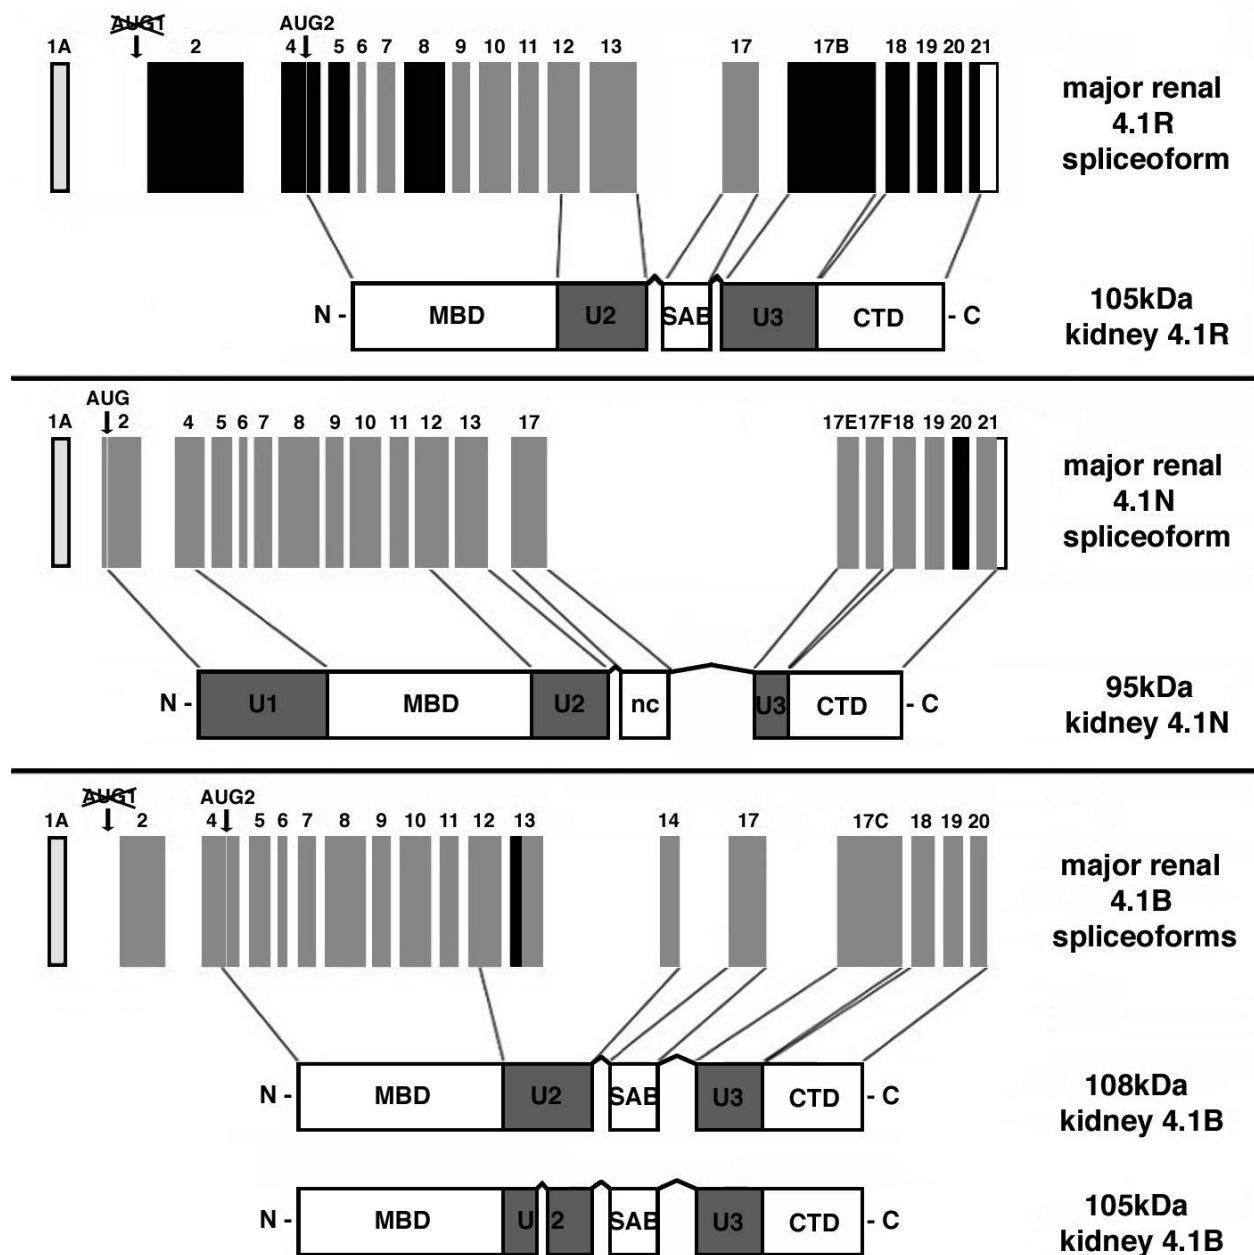 AUG1 AUG2
1A 2 4 5 6 7 8 9 10 11 12 13 17 17B 18 19 20 21
major renal
4.1R
spliceoform
N - MBD U2 SAB U3 CTD - C
105kDa
kidney 4.1R
AUG
1A 2 4 5 6 7 8 9 10 11 12 13 17 17E 17F 18 19 20 21
major renal
4.1N
spliceoform
N - U1 MBD U2 nc U3 CTD - C
95kDa
kidney 4.1N
AUG1 AUG2
1A 2 4 5 6 7 8 9 10 11 12 13 14 17 17C 18 19 20
major renal
4.1B
spliceoforms
N - MBD U2 SAB U3 CTD - C
108kDa
kidney 4.1B
N - MBD U 2 SAB U3 CTD - C
105kDa
kidney 4.1B